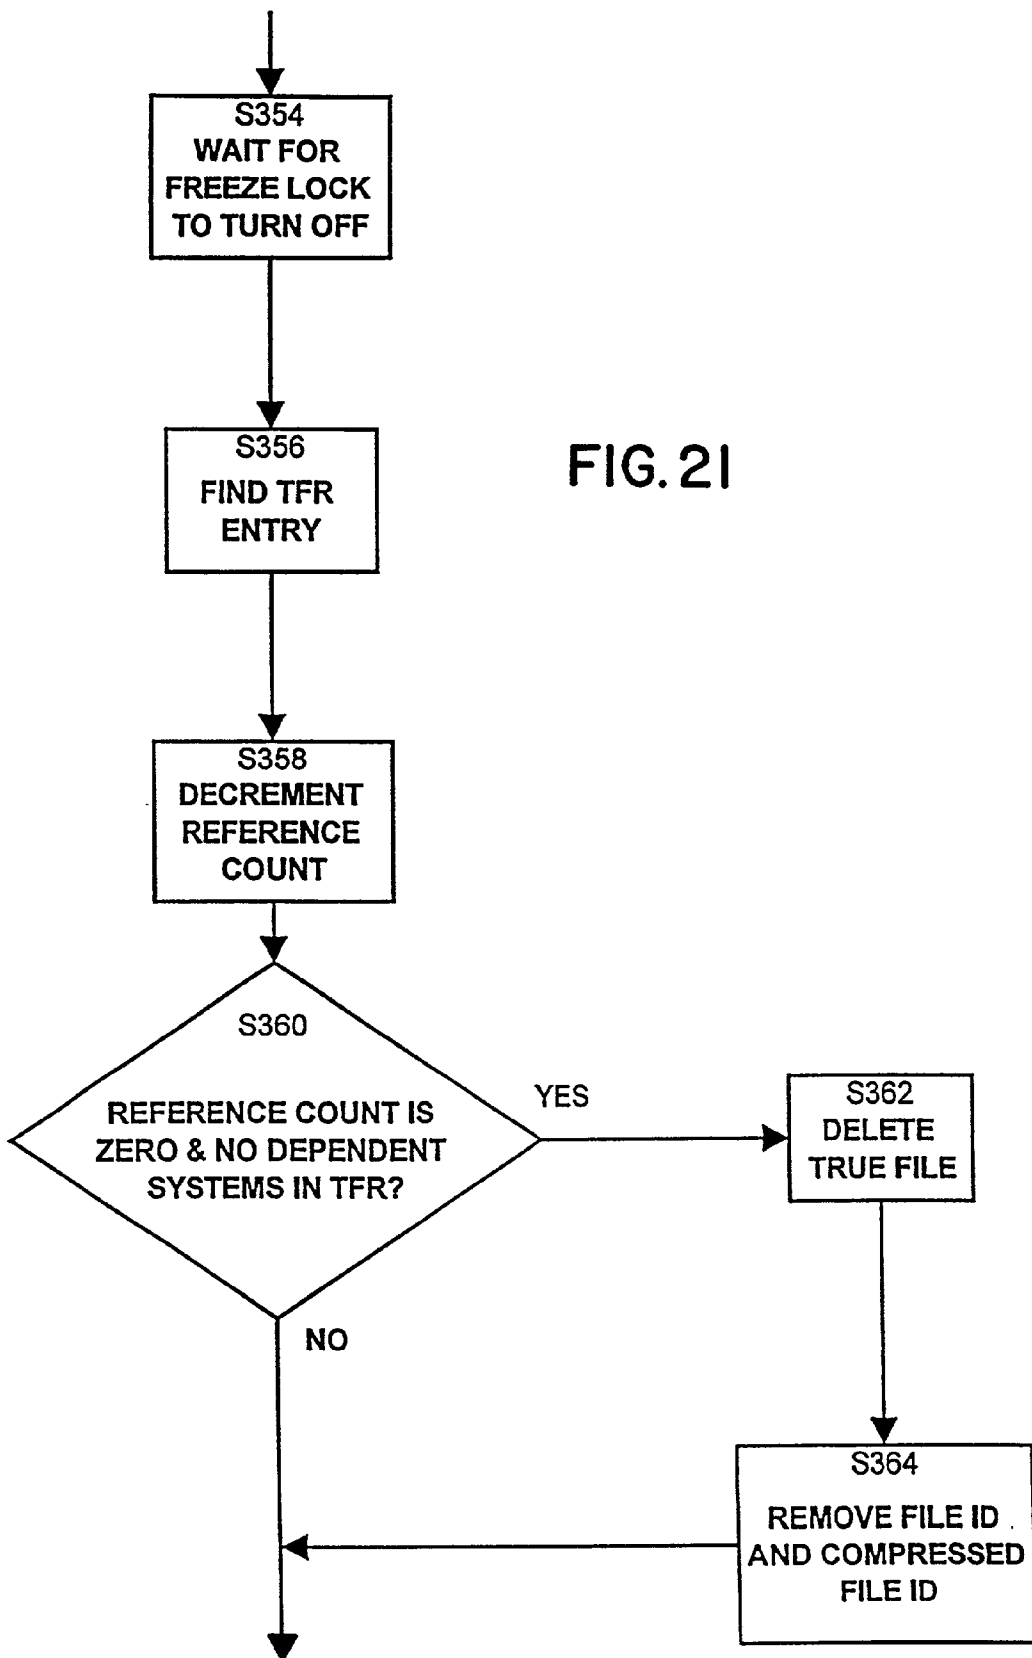 S354
WAIT FOR
FREEZE LOCK
TO TURN OFF
S356
FIND TFR
ENTRY
FIG. 21
S358
DECREMENT
REFERENCE
COUNT
S360
REFERENCE COUNT IS
ZERO & NO DEPENDENT
SYSTEMS IN TFR?
YES
S362
DELETE
TRUE FILE
NO
S364
REMOVE FILE ID
AND COMPRESSED
FILE ID